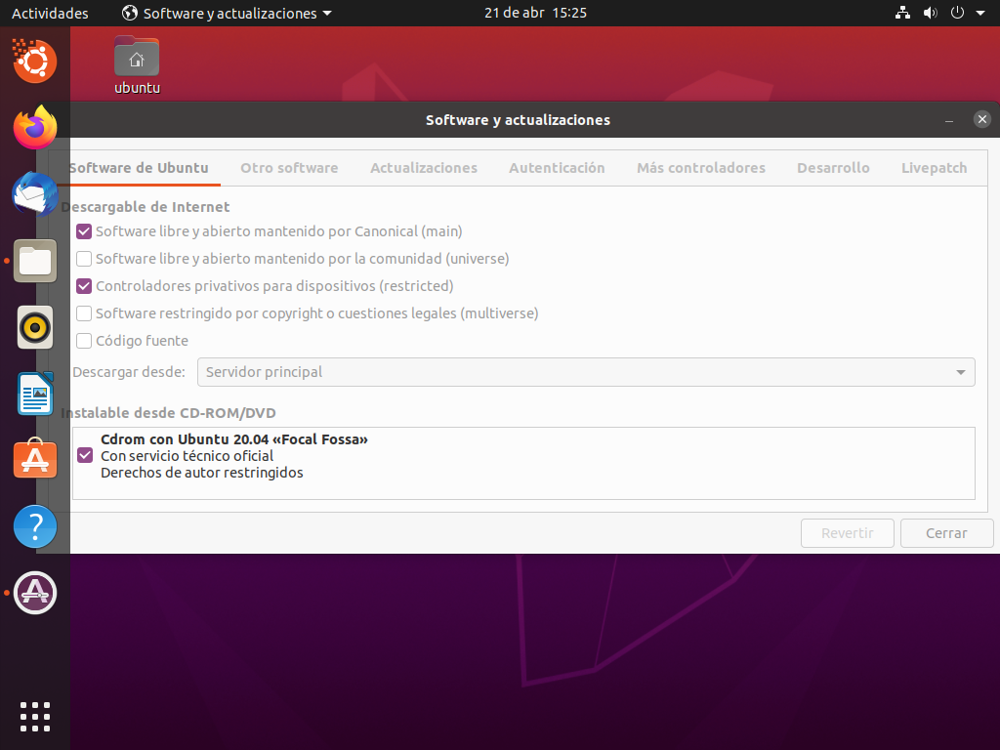 Actividades Software y actualizaciones 21 de abr 15:25
ubuntu
Software y actualizaciones
Software de Ubuntu Otro software Actualizaciones Autenticación Más controladores Desarrollo Livepatch
Descargable de Internet
Software libre y abierto mantenido por Canonical (main)
Software libre y abierto mantenido por la comunidad (universe)
Controladores privativos para dispositivos (restricted)
Software restringido por copyright o cuestiones legales (multiverse)
Código fuente
Descargar desde: Servidor principal
Instalable desde CD-ROM/DVD
Cdrom con Ubuntu 20.04 «Focal Fossa»
Con servicio técnico oficial
Derechos de autor restringidos
Revertir Cerrar